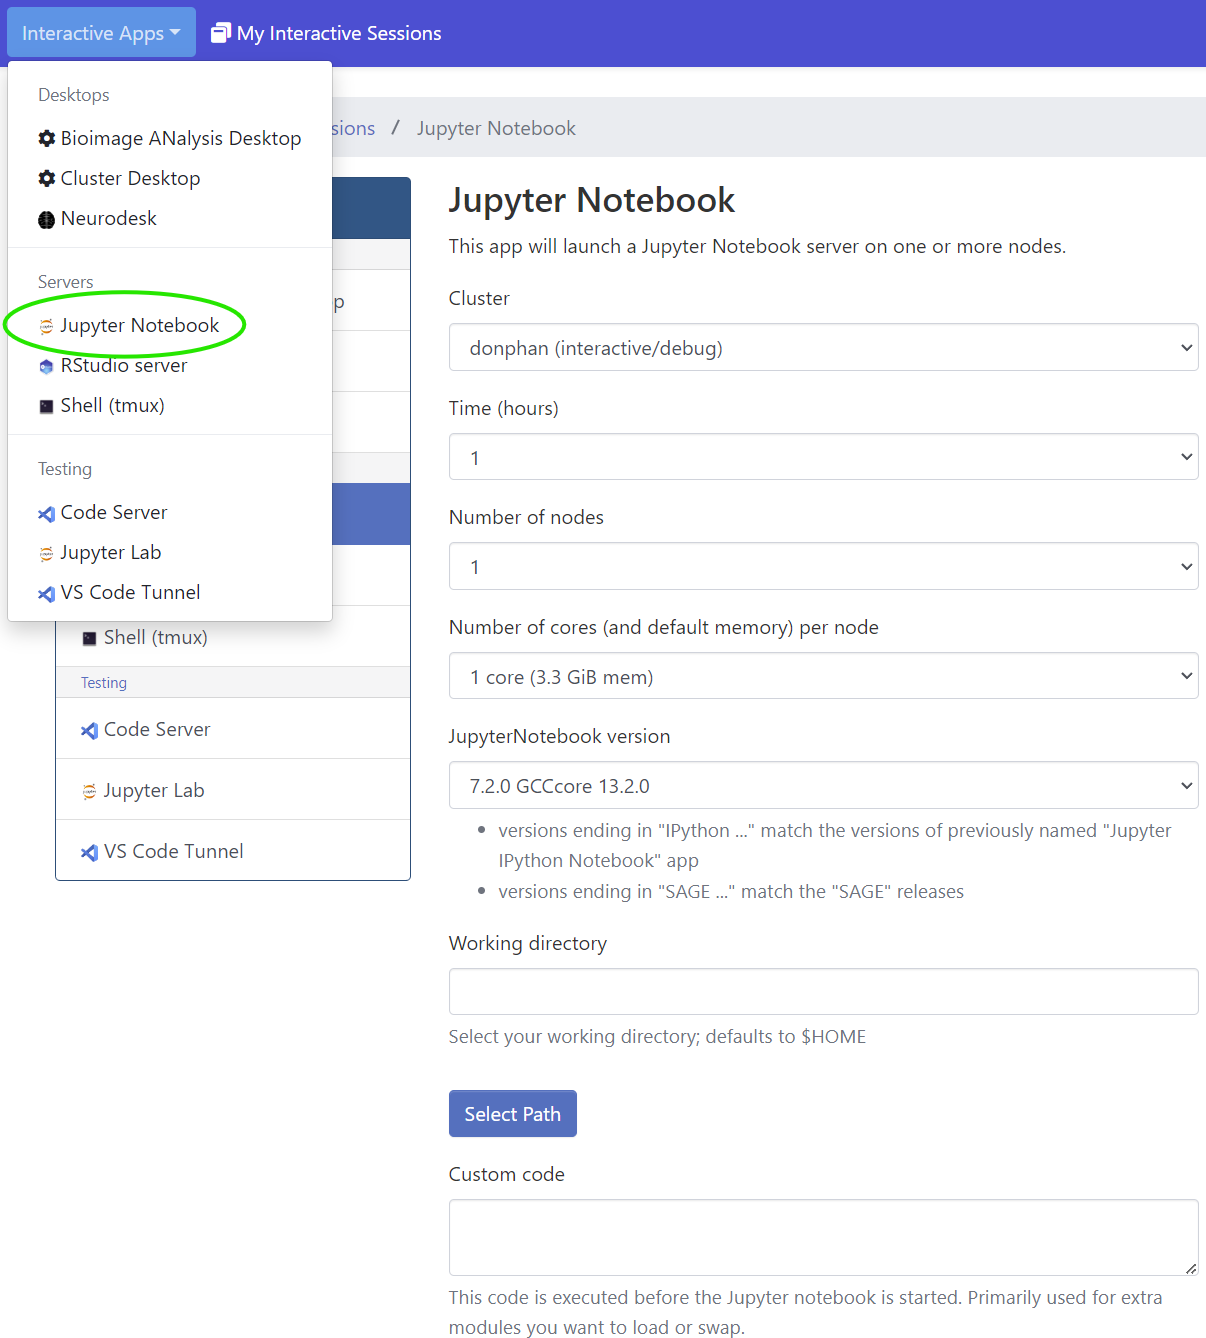 Interactive Apps
My Interactive Sessions
Desktops
Bioimage ANalysis Desktop
Cluster Desktop
Neurodesk
Servers
Jupyter Notebook
RStudio server
Shell (tmux)
Testing
Code Server
Jupyter Lab
VS Code Tunnel
/ Jupyter Notebook
Shell (tmux)
Testing
Code Server
Jupyter Lab
VS Code Tunnel
Jupyter Notebook
This app will launch a Jupyter Notebook server on one or more nodes.
Cluster
donphan (interactive/debug)
Time (hours)
1
Number of nodes
1
Number of cores (and default memory) per node
1 core (3.3 GiB mem)
JupyterNotebook version
7.2.0 GCCcore 13.2.0
• versions ending in "IPython ..." match the versions of previously named "Jupyter
IPython Notebook" app
• versions ending in "SAGE ..." match the "SAGE" releases
Working directory
Select your working directory; defaults to $HOME
Select Path
Custom code
This code is executed before the Jupyter notebook is started. Primarily used for extra
modules you want to load or swap.